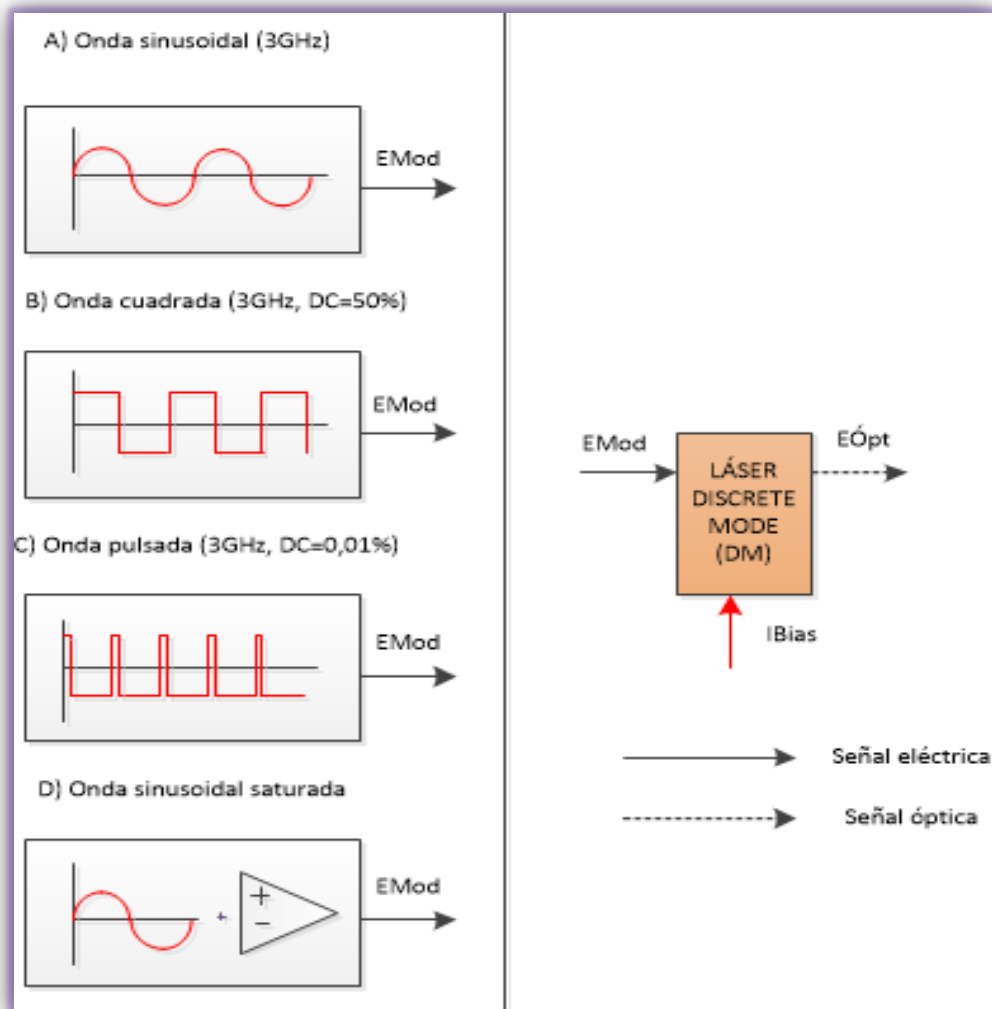 A) Onda sinusoidal (3GHz)
EMod
B) Onda cuadrada (3GHz, DC=50%)
EMod
C) Onda pulsada (3GHz, DC=0,01%)
EMod
D) Onda sinusoidal saturada
+
-
+
EMod
EMod
LÁSER
DISCRETE
MODE
(DM)
EÓpt
IBias
Señal eléctrica
Señal óptica